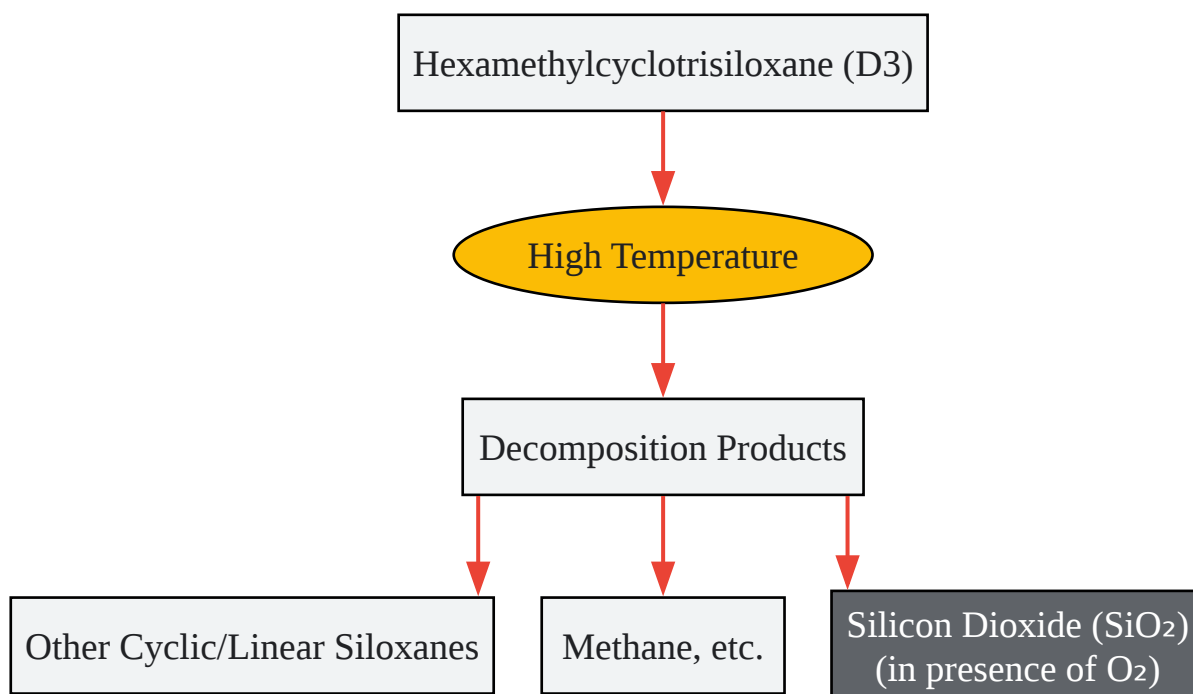 Hexamethylcyclotrisiloxane (D3)
High Temperature
Decomposition Products
Other Cyclic/Linear Siloxanes
Methane, etc.
Silicon Dioxide (SiO₂)
(in presence of O₂)